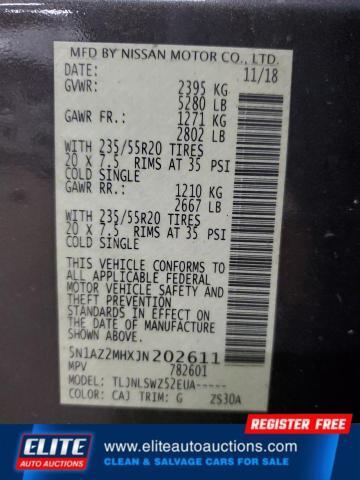 MFD BY NISSAN MOTOR CO., LTD.
DATE: 11/18
GVWR: 2395 KG
5280 LB
GAWR FR.: 1271 KG
2802 LB
WITH 235/55R20 TIRES
20 X 7.5 RIMS AT 35 PSI
COLD SINGLE
GAWR RR.: 1210 KG
2667 LB
WITH 235/55R20 TIRES
20 X 7.5 RIMS AT 35 PSI
COLD SINGLE
THIS VEHICLE CONFORMS TO
ALL APPLICABLE FEDERAL
MOTOR VEHICLE SAFETY AND
THEFT PREVENTION
STANDARDS IN EFFECT ON
THE DATE OF MANUFACTURE
SHOWN ABOVE.
5N1AZ2MHXJN202611
MPV 782601
MODEL: TLJNLSWZ52EUA-----
COLOR: CAJ TRIM: G ZS30A
ELITE
AUTO AUCTIONS
REGISTER FREE
www.eliteautoauctions.com
CLEAN & SALVAGE CARS FOR SALE